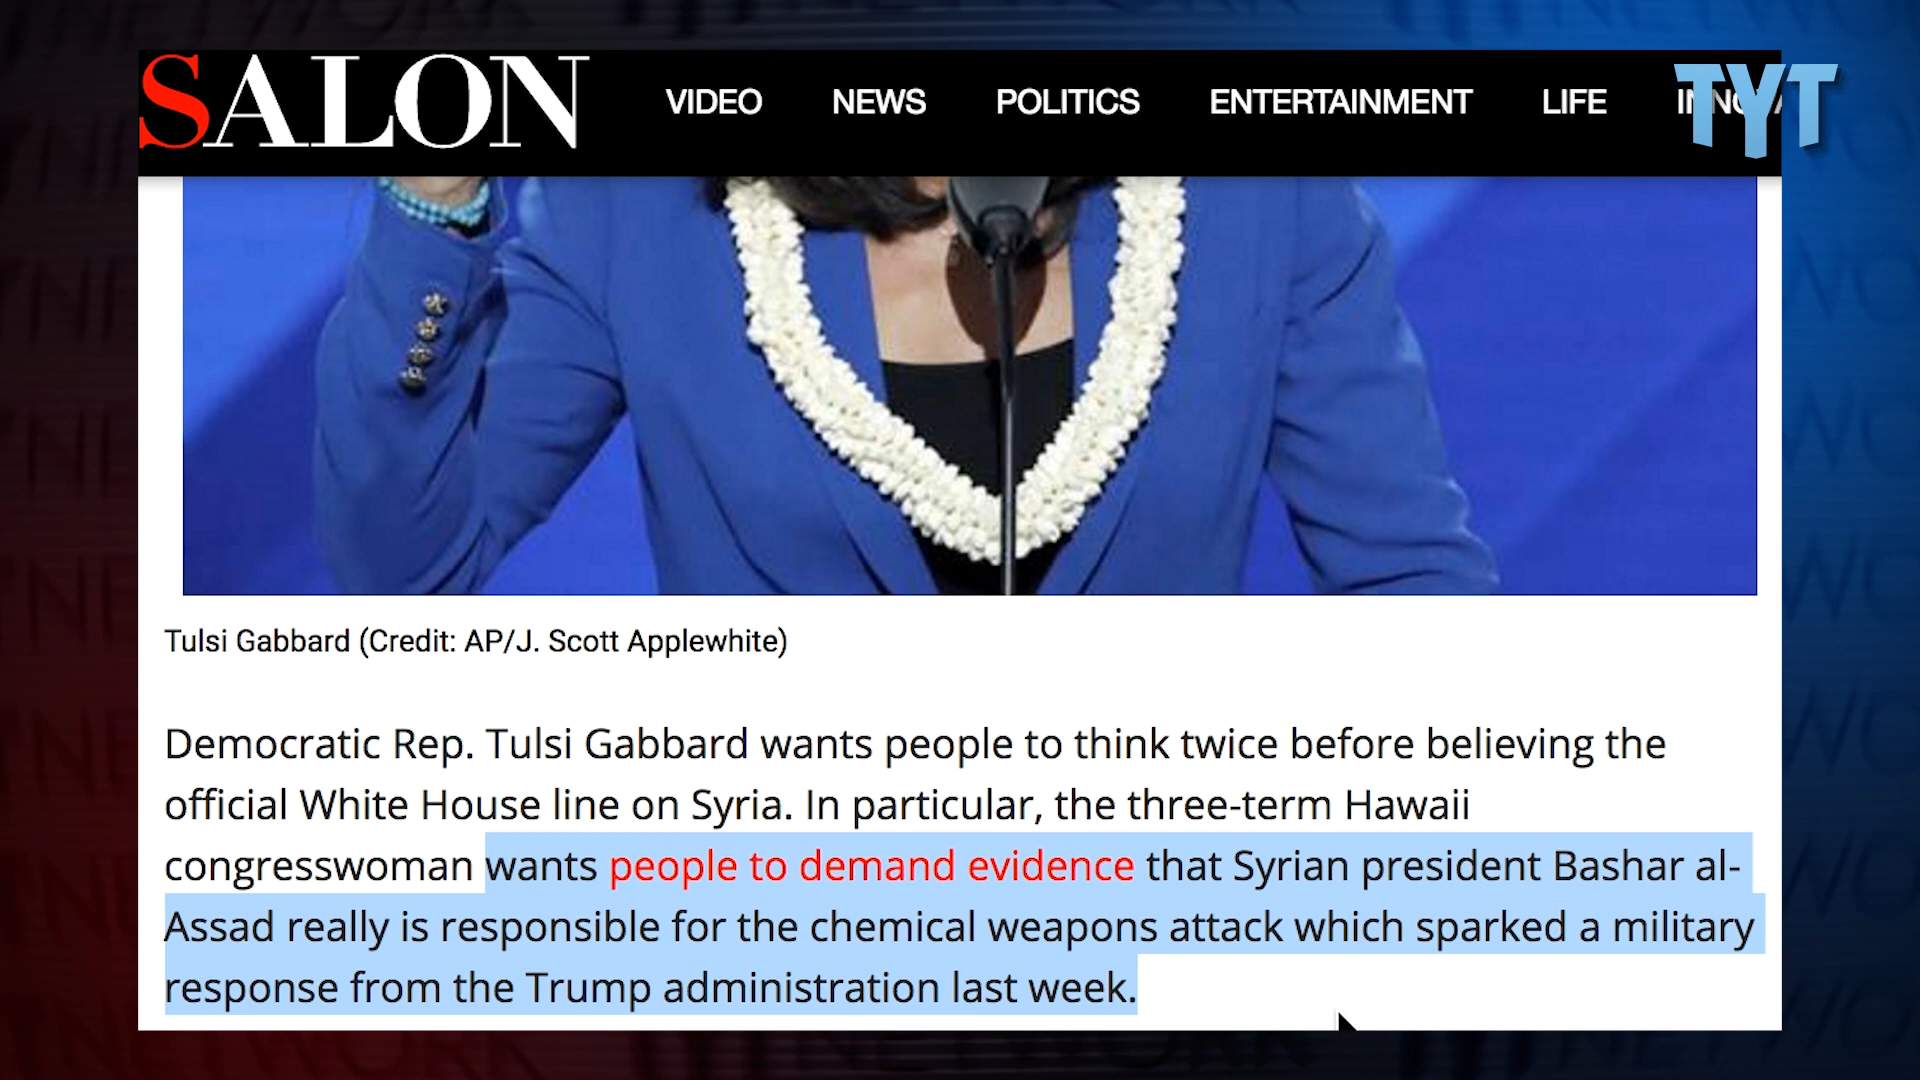 SALON VIDEO NEWS POLITICS ENTERTAINMENT LIFE
TYT
Tulsi Gabbard (Credit: AP/J. Scott Applewhite)
Democratic Rep. Tulsi Gabbard wants people to think twice before believing the
official White House line on Syria. In particular, the three-term Hawaii
congresswoman wants people to demand evidence that Syrian president Bashar al-
Assad really is responsible for the chemical weapons attack which sparked a military
response from the Trump administration last week.